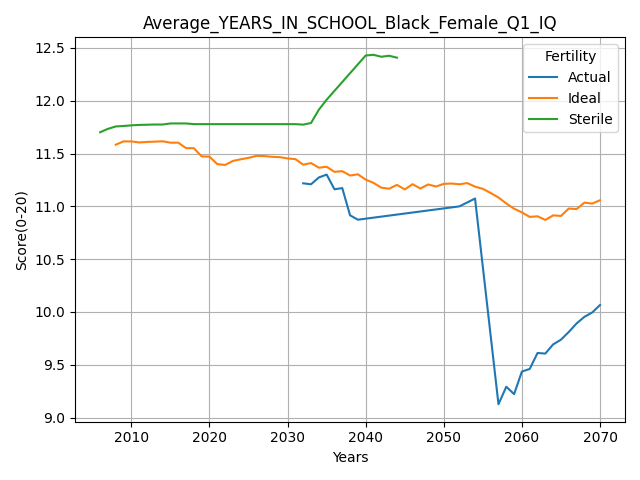 Average_YEARS_IN_SCHOOL_Black_Female_Q1_IQ
Score(0-20)
12.5
12.0
11.5
11.0
10.5
10.0
9.5
9.0
Fertility
Actual
Ideal
Sterile
2010 2020 2030 2040 2050 2060 2070
Years